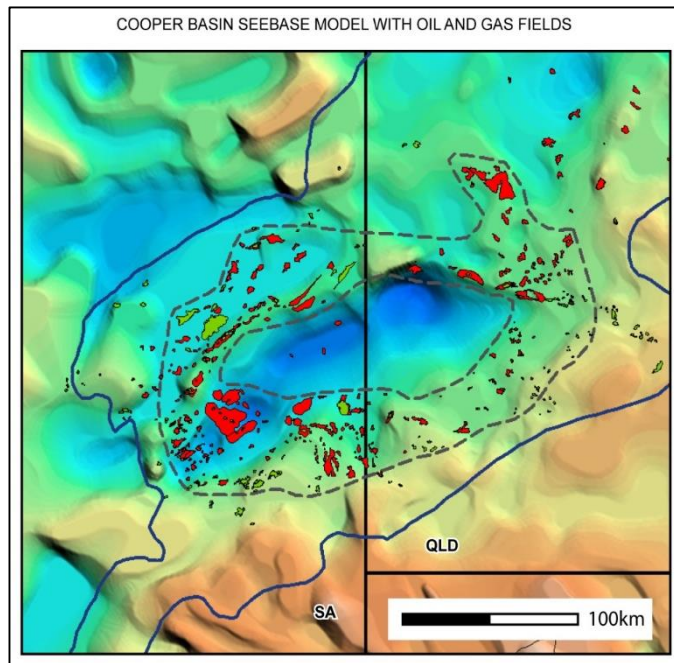 COOPER BASIN SEEBASE MODEL WITH OIL AND GAS FIELDS
QLD
SA
100km